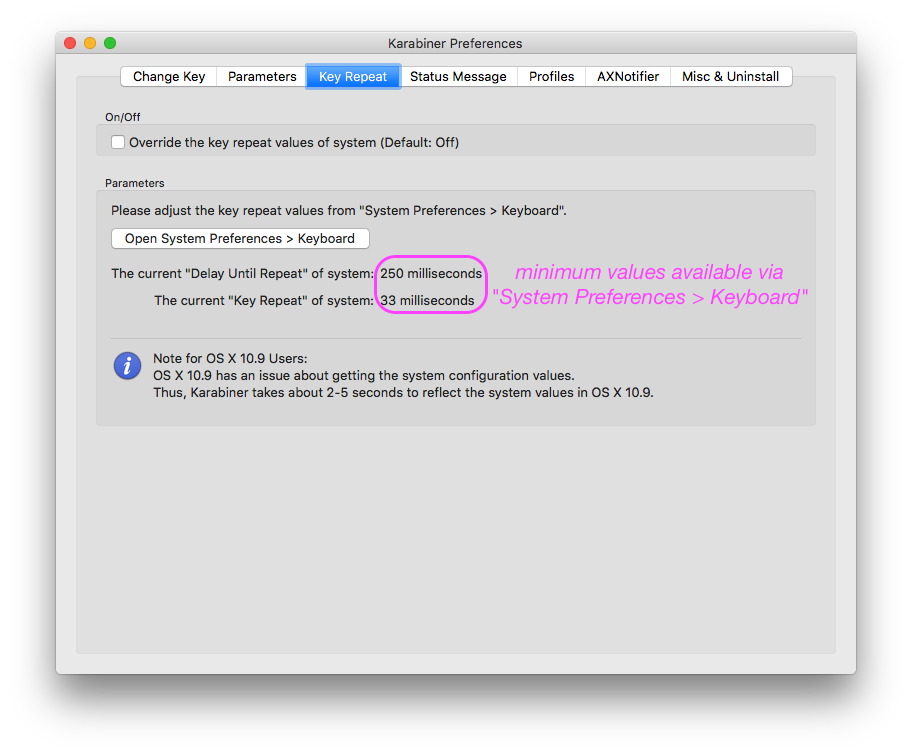 Karabiner Preferences
Change Key Parameters Key Repeat Status Message Profiles AXNotifier Misc & Uninstall
On/Off
Override the key repeat values of system (Default: Off)
Parameters
Please adjust the key repeat values from "System Preferences > Keyboard".
Open System Preferences > Keyboard
The current "Delay Until Repeat" of system: 250 milliseconds
The current "Key Repeat" of system: 33 milliseconds
minimum values available via
"System Preferences > Keyboard"
Note for OS X 10.9 Users:
OS X 10.9 has an issue about getting the system configuration values.
Thus, Karabiner takes about 2-5 seconds to reflect the system values in OS X 10.9.